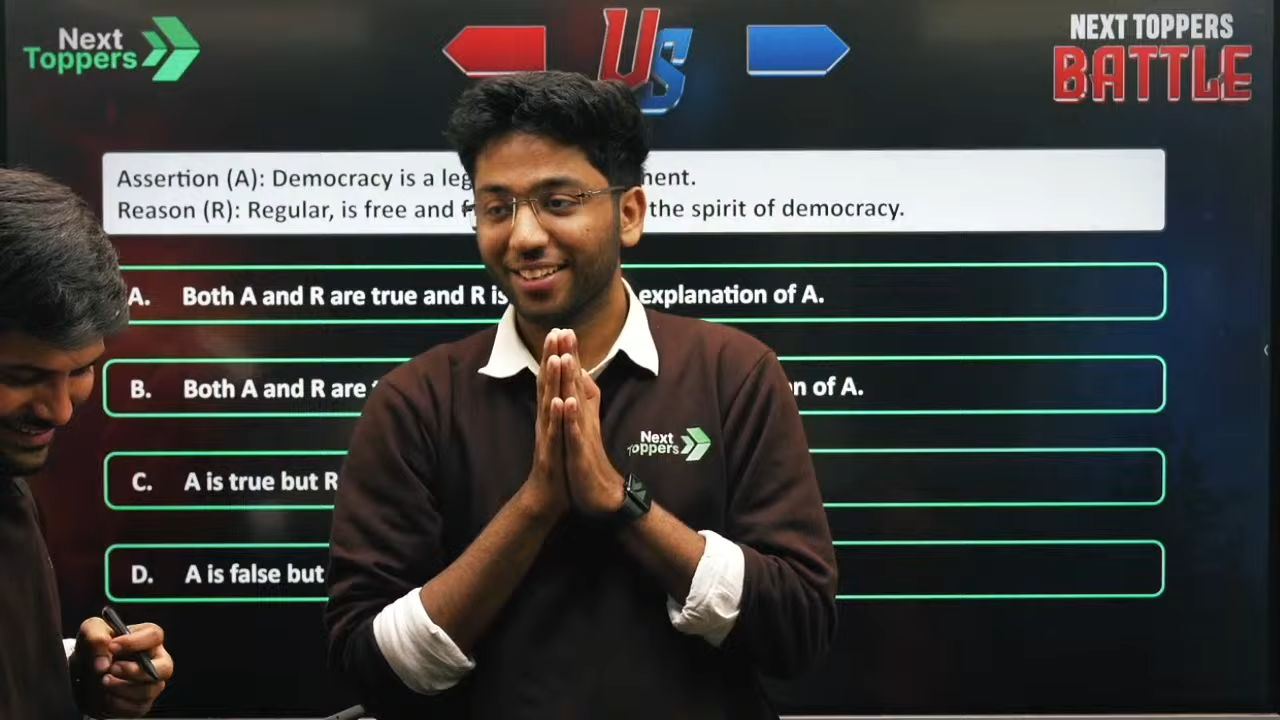 Next
Toppers
US
NEXT TOPPERS
BATTLE
Assertion (A): Democracy is a leg ment.
Reason (R): Regular, is free and f the spirit of democracy.
A. Both A and R are true and R is explanation of A.
B. Both A and R are n of A.
C. A is true but R
D. A is false but
Next
Toppers